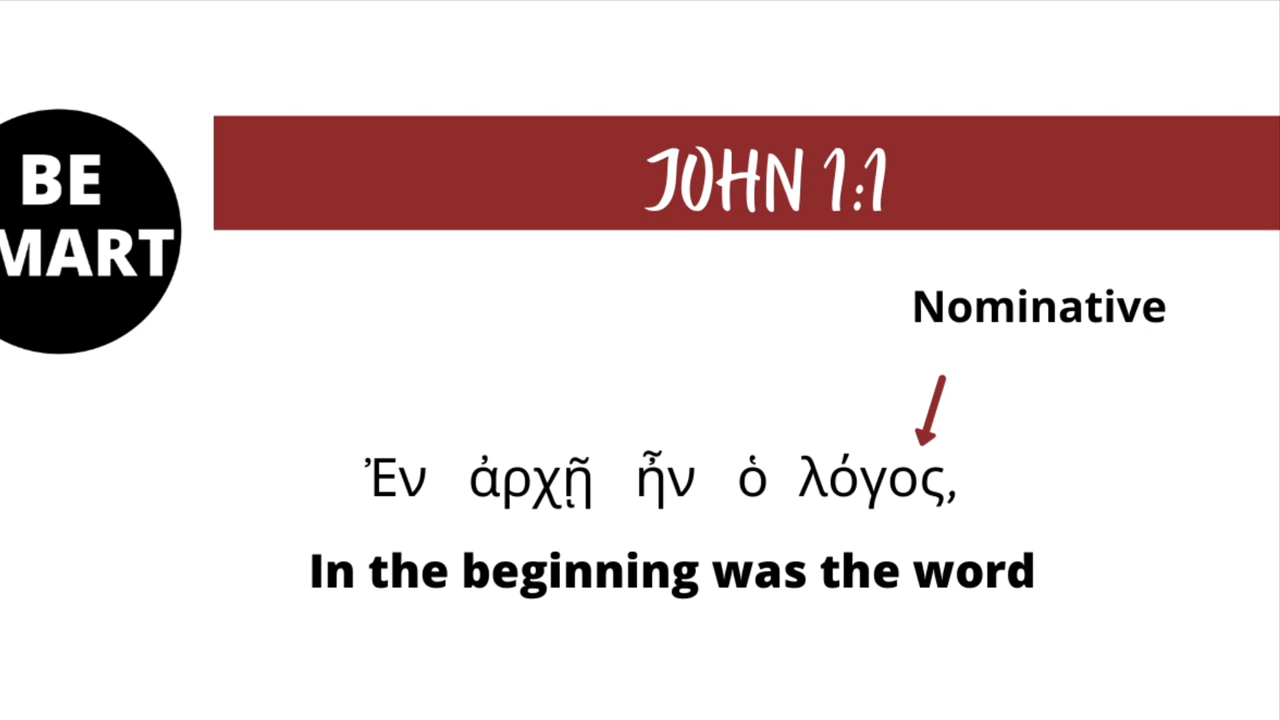 BE
MART
JOHN 1:1
Nominative
Ἐν ἀρχῇ ἦν ὁ λόγος,
In the beginning was the word